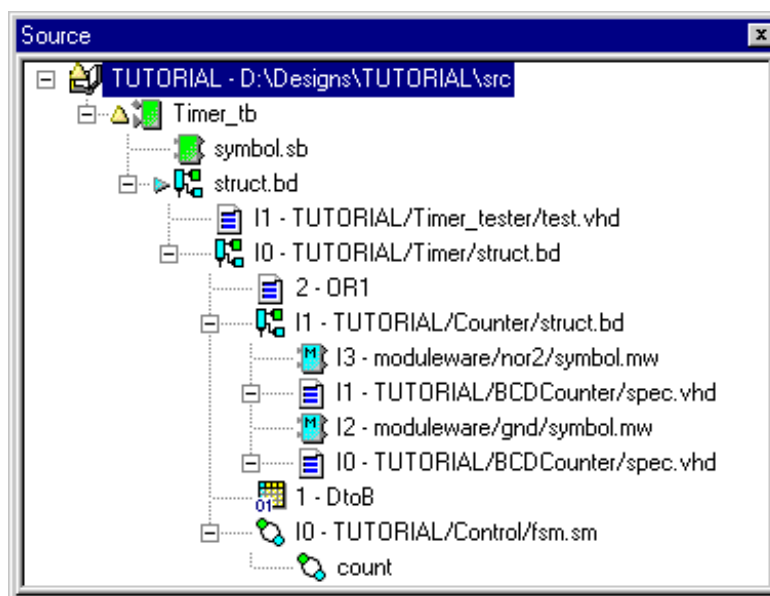 Source
TUTORIAL - D:\Designs\TUTORIAL\src
Timer_tb
symbol.sb
struct.bd
I1 - TUTORIAL/Timer_tester/test.vhd
I0 - TUTORIAL/Timer/struct.bd
2 - OR1
I1 - TUTORIAL/Counter/struct.bd
M I3 - moduleware/nor2/symbol.mw
I1 - TUTORIAL/BCDCounter/spec.vhd
M I2 - moduleware/gnd/symbol.mw
I0 - TUTORIAL/BCDCounter/spec.vhd
01 1 - DtoB
I0 - TUTORIAL/Control/fsm.sm
count